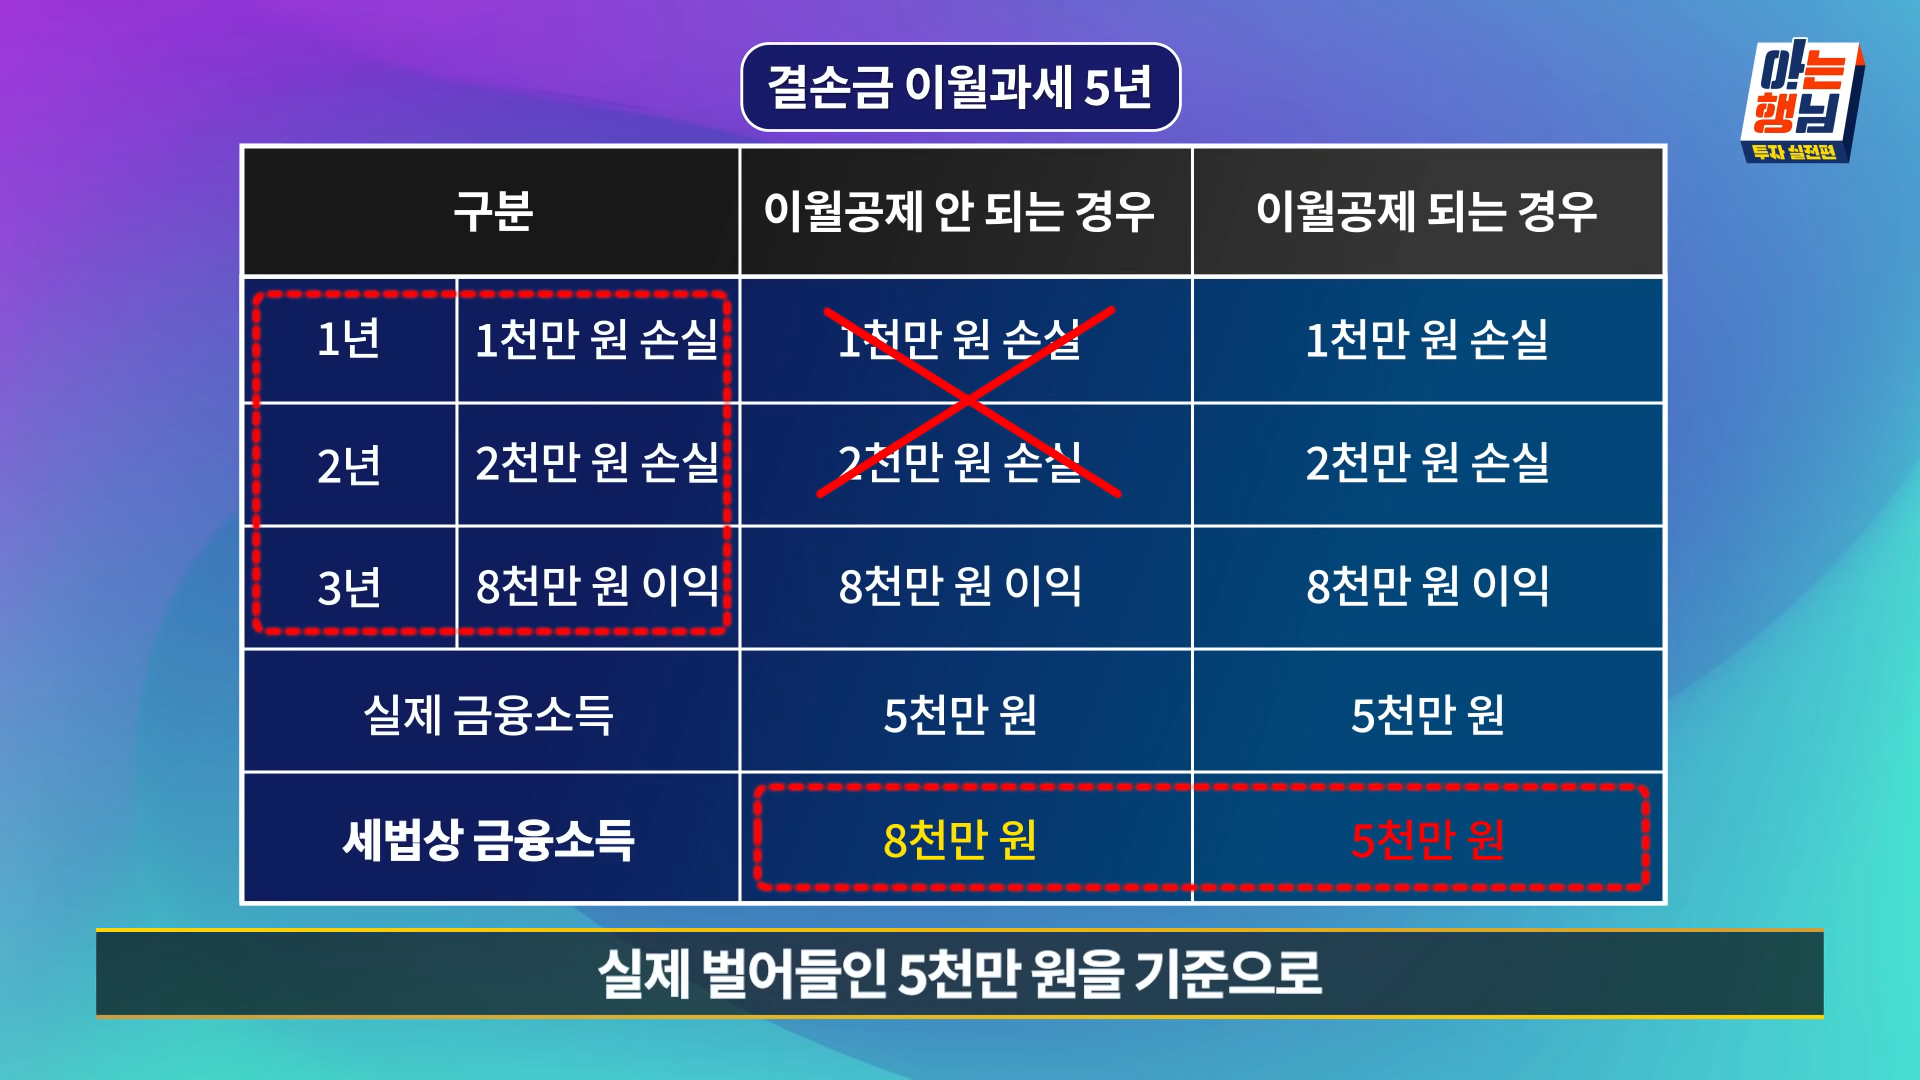 결손금 이월과세 5년
아는
행님
투자 실전편
구분 이월공제 안 되는 경우 이월공제 되는 경우
1년 1천만 원 손실 1천만 원 손실 1천만 원 손실
2년 2천만 원 손실 2천만 원 손실 2천만 원 손실
3년 8천만 원 이익 8천만 원 이익 8천만 원 이익
실제 금융소득 5천만 원 5천만 원
세법상 금융소득 8천만 원 5천만 원
실제 벌어들인 5천만 원을 기준으로